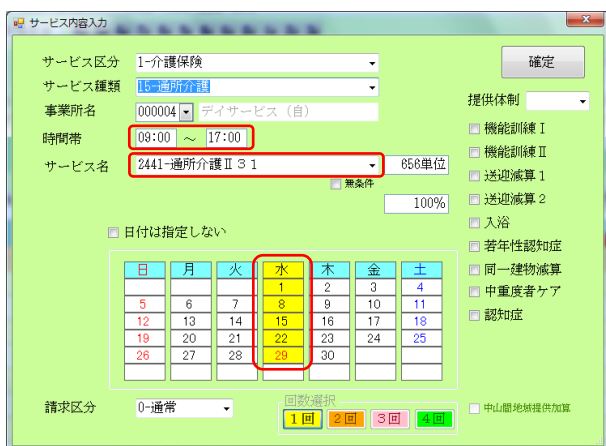 サービス内容入力
サービス区分 1-介護保険
確定
サービス種類 15-通所介護
提供体制
事業所名 000004 デイサービス（自）
時間帯 09:00 ～ 17:00
サービス名 2441-通所介護Ⅱ３１ 656単位
無条件
100%
機能訓練Ⅰ
機能訓練Ⅱ
送迎減算１
送迎減算２
入浴
若年性認知症
同一建物減算
中重度者ケア
認知症
日付は指定しない
日 月 火 水 木 金 土
1 2 3 4
5 6 7 8 9 10 11
12 13 14 15 16 17 18
19 20 21 22 23 24 25
26 27 28 29 30
請求区分 0-通常
回数選択
1回 2回 3回 4回
中山間地域提供加算